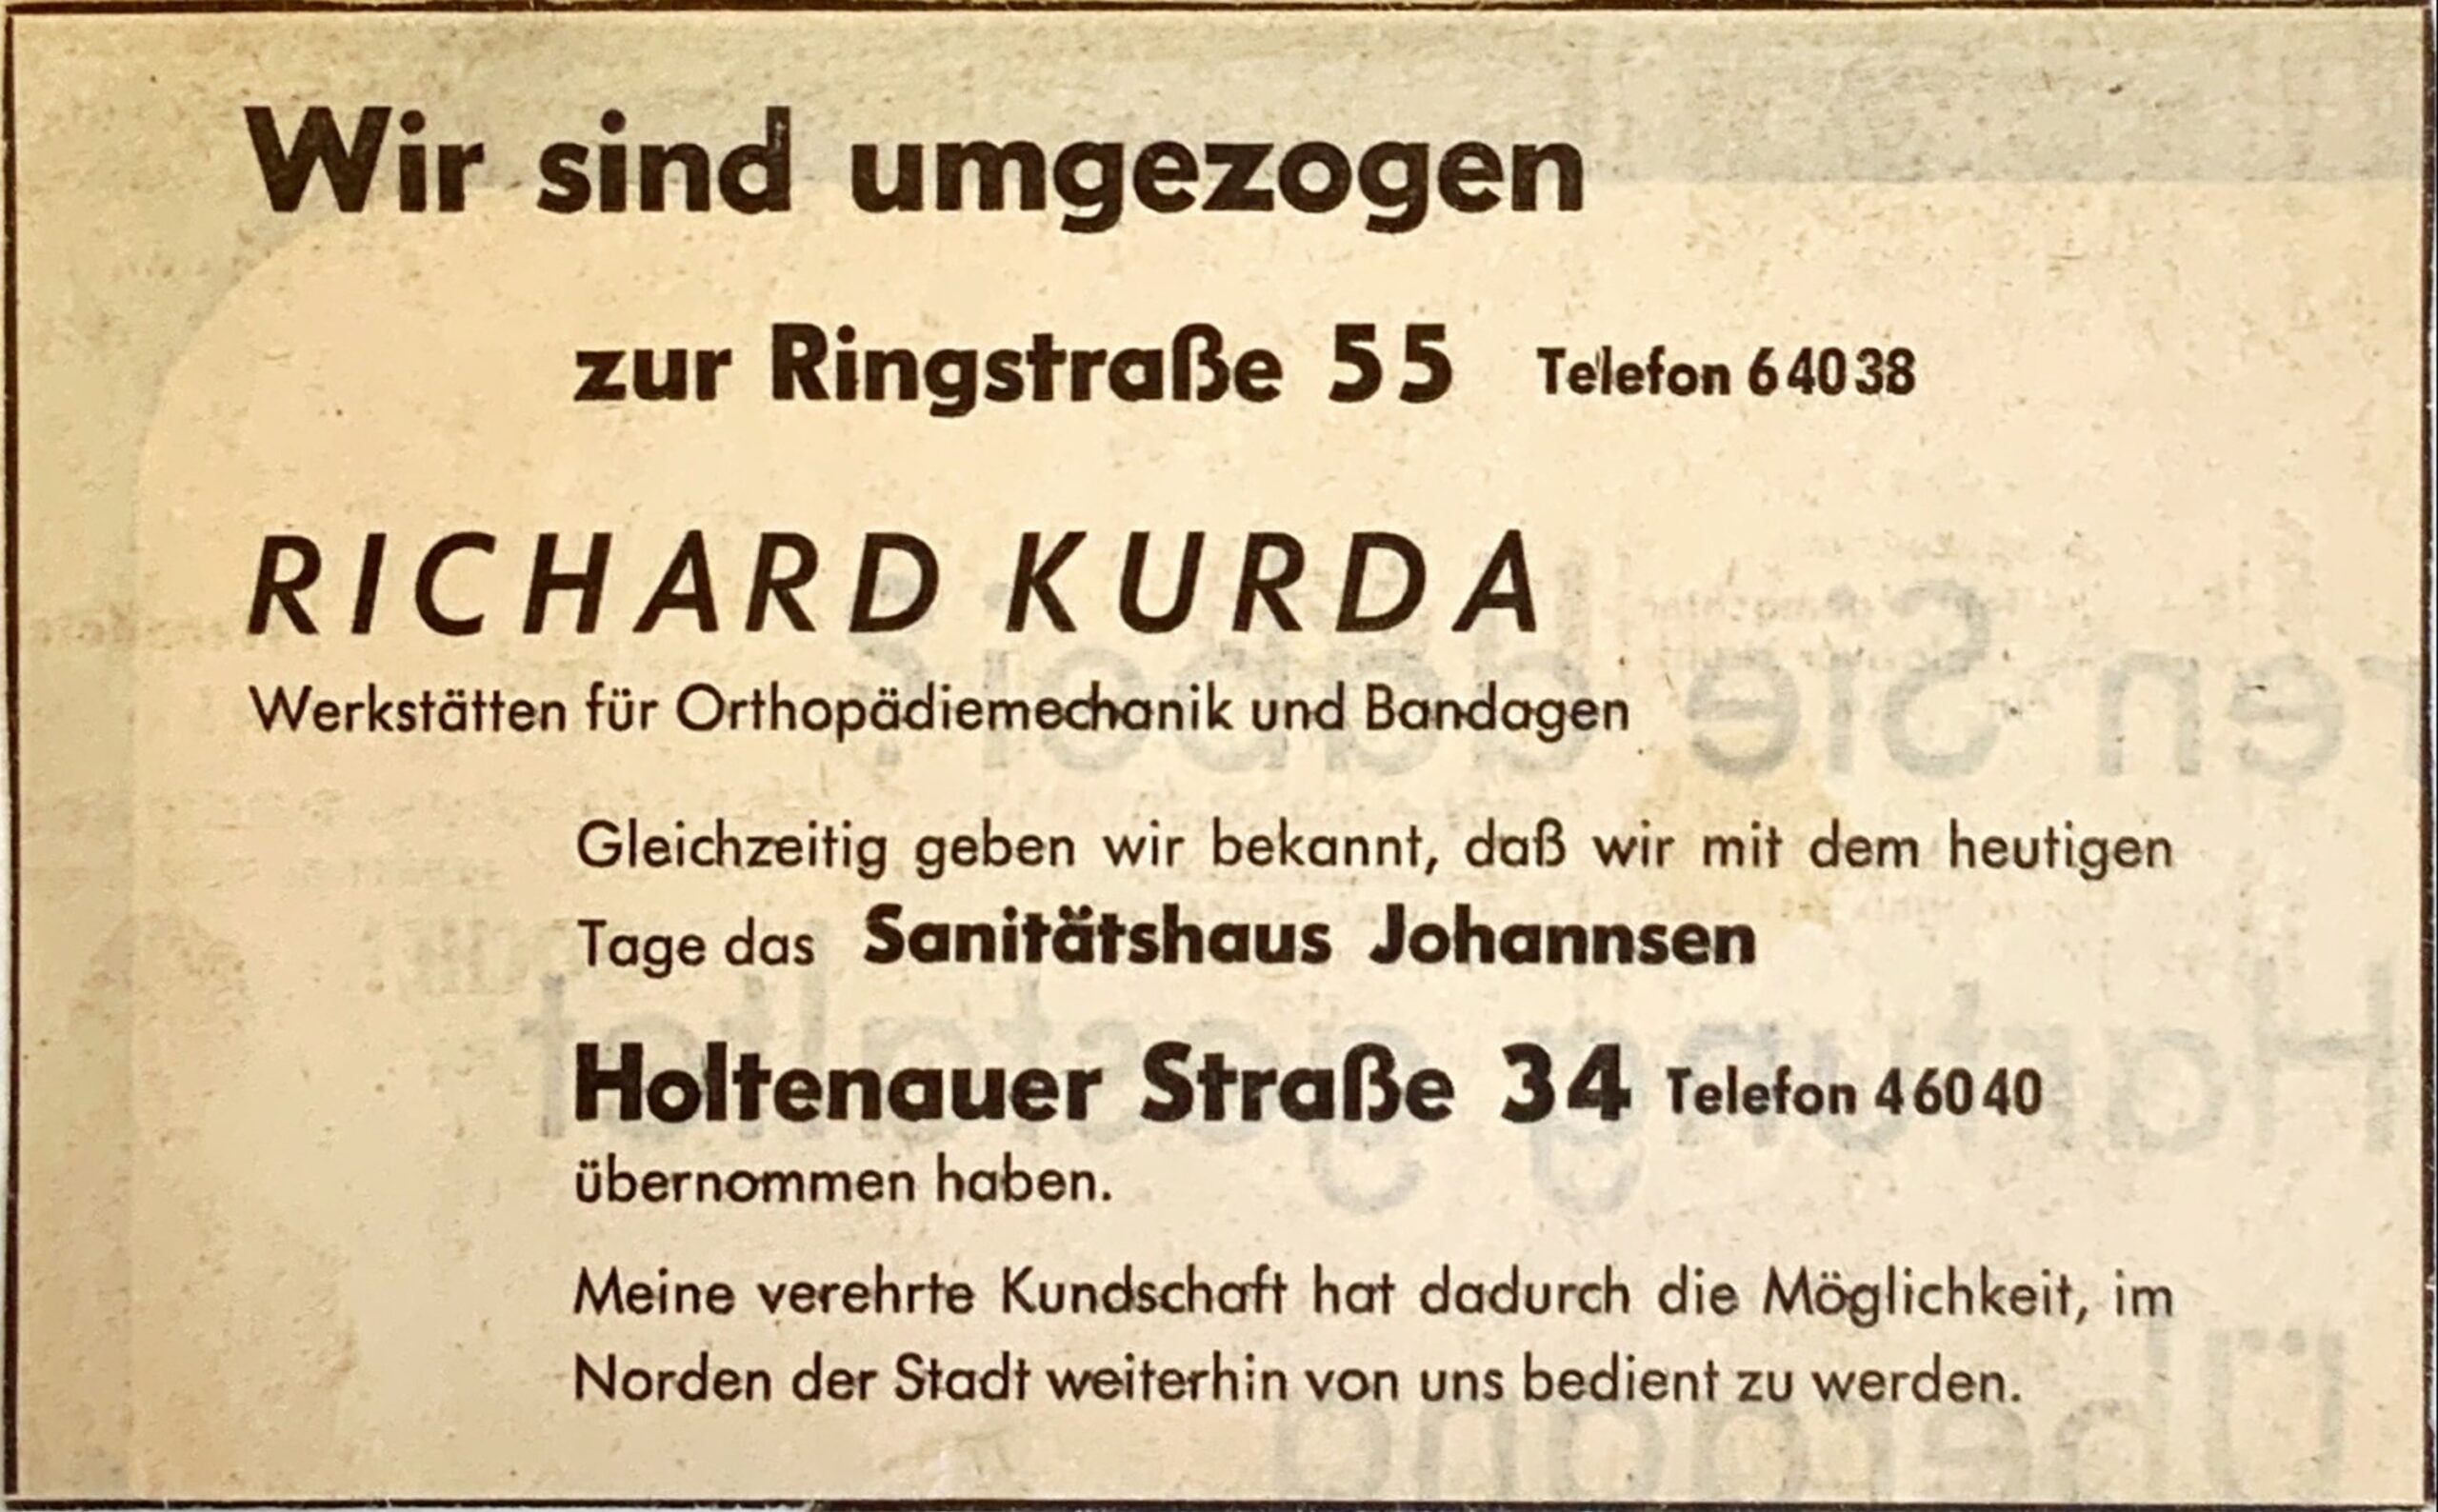 Wir sind umgezogen
zur Ringstraße 55 Telefon 64038
RICHARD KURDA
Werkstätten für Orthopädiemechanik und Bandagen
Gleichzeitig geben wir bekannt, daß wir mit dem heutigen
Tage das Sanitätshaus Johannsen
Holtenauer Straße 34 Telefon 46040
übernommen haben.
Meine verehrte Kundschaft hat dadurch die Möglichkeit, im
Norden der Stadt weiterhin von uns bedient zu werden.